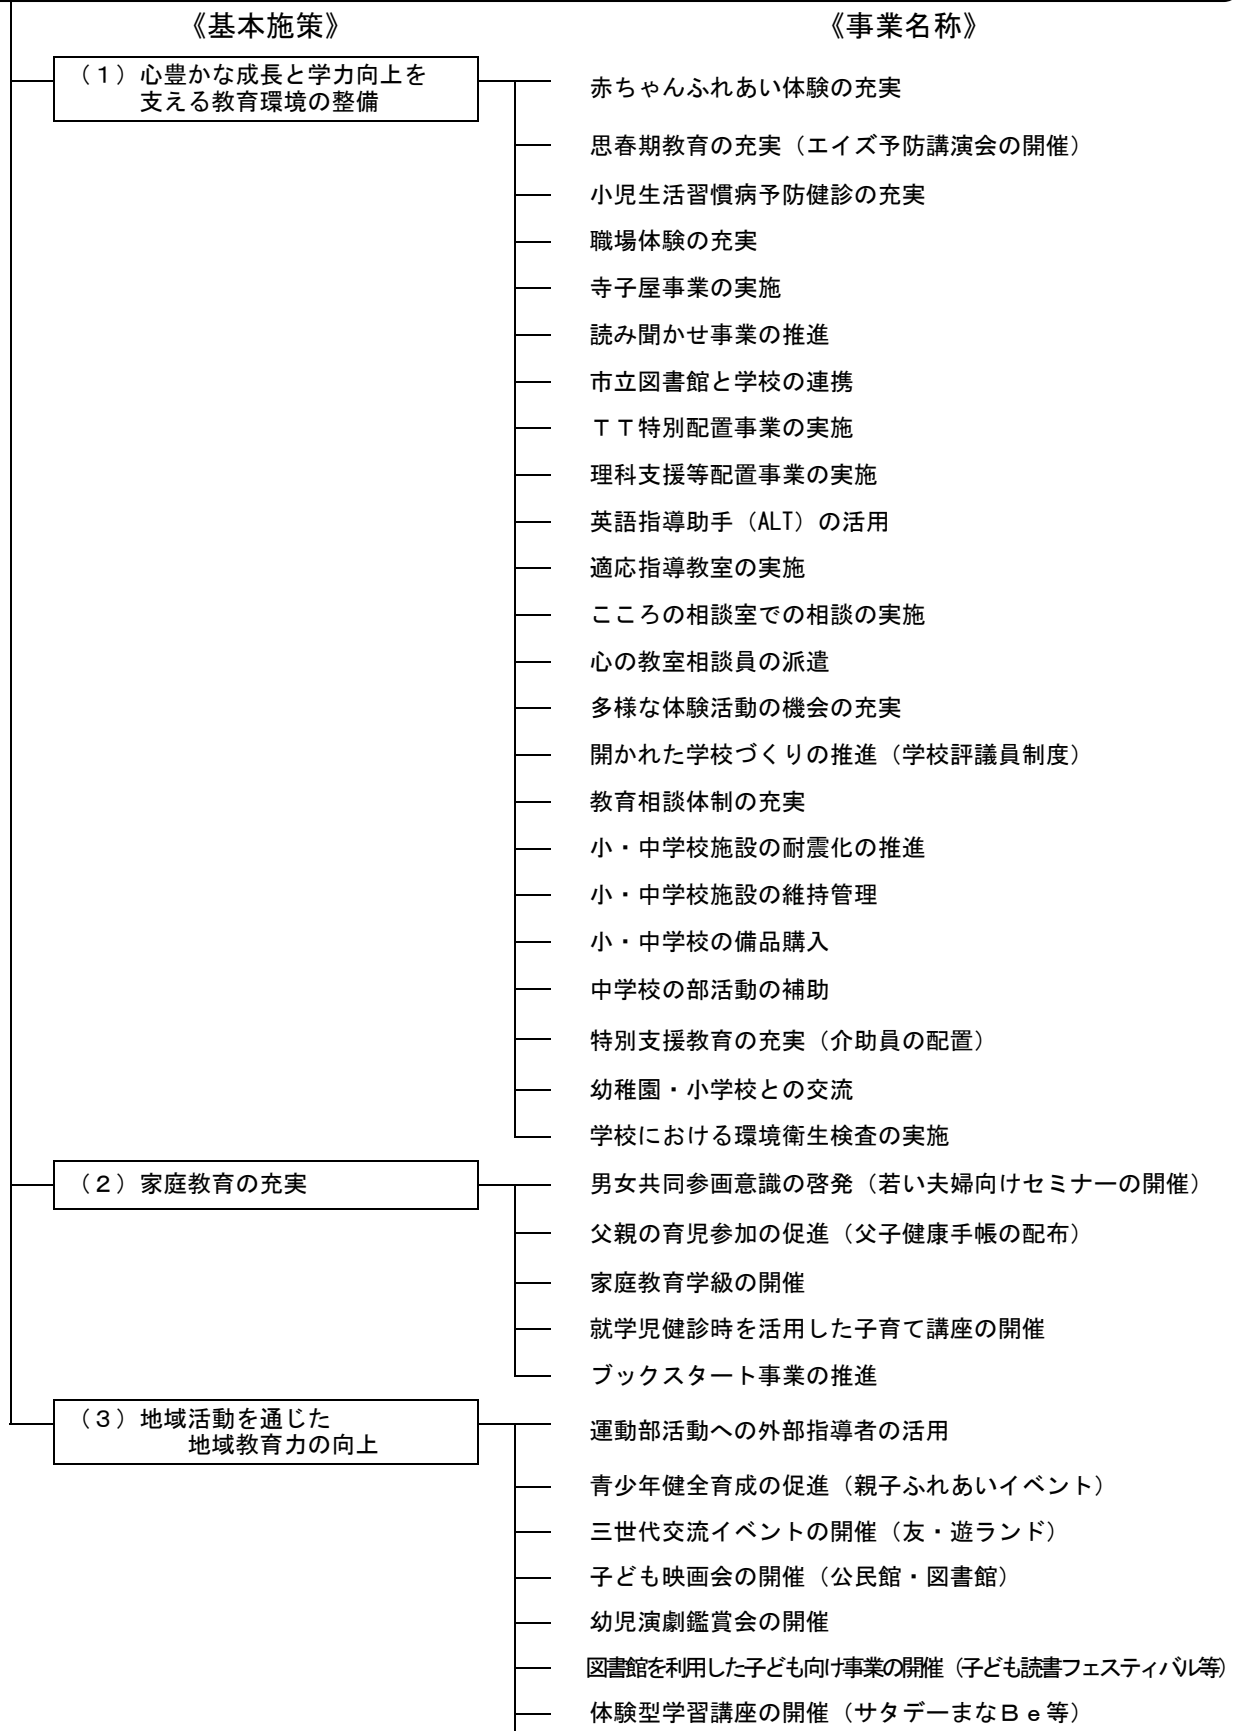 《基本施策》
《事業名称》
（１）心豊かな成長と学力向上を
支える教育環境の整備
赤ちゃんふれあい体験の充実
思春期教育の充実（エイズ予防講演会の開催）
小児生活習慣病予防健診の充実
職場体験の充実
寺子屋事業の実施
読み聞かせ事業の推進
市立図書館と学校の連携
ＴＴ特別配置事業の実施
理科支援等配置事業の実施
英語指導助手（ALT）の活用
適応指導教室の実施
こころの相談室での相談の実施
心の教室相談員の派遣
多様な体験活動の機会の充実
開かれた学校づくりの推進（学校評議員制度）
教育相談体制の充実
小・中学校施設の耐震化の推進
小・中学校施設の維持管理
小・中学校の備品購入
中学校の部活動の補助
特別支援教育の充実（介助員の配置）
幼稚園・小学校との交流
学校における環境衛生検査の実施
（２）家庭教育の充実
男女共同参画意識の啓発（若い夫婦向けセミナーの開催）
父親の育児参加の促進（父子健康手帳の配布）
家庭教育学級の開催
就学児健診時を活用した子育て講座の開催
ブックスタート事業の推進
（３）地域活動を通じた
地域教育力の向上
運動部活動への外部指導者の活用
青少年健全育成の促進（親子ふれあいイベント）
三世代交流イベントの開催（友・遊ランド）
子ども映画会の開催（公民館・図書館）
幼児演劇鑑賞会の開催
図書館を利用した子ども向け事業の開催（子ども読書フェスティバル等）
体験型学習講座の開催（サタデーまなＢｅ等）